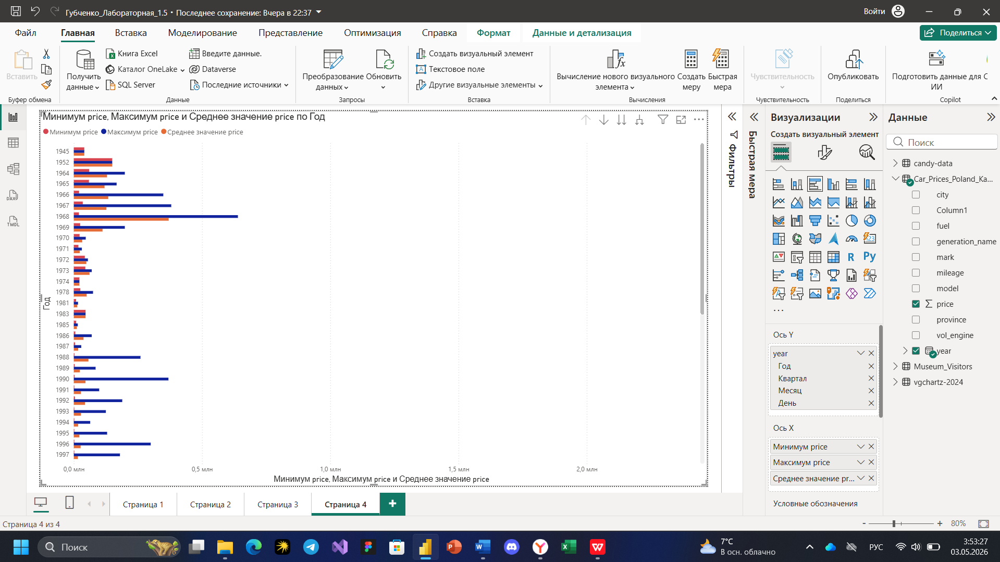 Губченко_Лабораторная_1.5 • Последнее сохранение: Вчера в 22:37
Войти
Файл
Главная
Вставка
Моделирование
Представление
Оптимизация
Справка
Формат
Данные и детализация
Поделиться
Вставить
Буфер обмена
Получить данные
Книга Excel
Каталог OneLake
SQL Server
Введите данные.
Dataverse
Последние источники
Данные
Преобразование данных
Обновить
Запросы
Создать визуальный элемент
Текстовое поле
Другие визуальные элементы
Вставка
Вычисление нового визуального элемента
Создать меру
Быстрая мера
Вычисления
Чувствительность
Чувствительность
Опубликовать
Поделиться
Подготовить данные для С
ИИ
Copilot
DAX
TMDL
Минимум price, Максимум price и Среднее значение price по Год
Минимум price
Максимум price
Среднее значение price
Год
1945
1952
1964
1965
1966
1967
1968
1969
1970
1971
1972
1973
1974
1978
1981
1983
1985
1986
1987
1988
1989
1990
1991
1992
1993
1994
1995
1996
1997
0,0 млн
0,5 млн
1,0 млн
1,5 млн
2,0 млн
Минимум price, Максимум price и Среднее значение price
Фильтры
Быстрая мера
Визуализации
Создать визуальный элемент
123
R
Py
...
Ось Y
year
Год
Квартал
Месяц
День
Ось X
Минимум price
Максимум price
Среднее значение pr...
Условные обозначения
Данные
Поиск
candy-data
Car_Prices_Poland_Ka...
city
Column1
fuel
generation_name
mark
mileage
model
price
province
vol_engine
year
Museum_Visitors
vgchartz-2024
Страница 1
Страница 2
Страница 3
Страница 4
Страница 4 из 4
80%
Поиск
7°C
В осн. облачно
РУС
3:53:27
03.05.2026